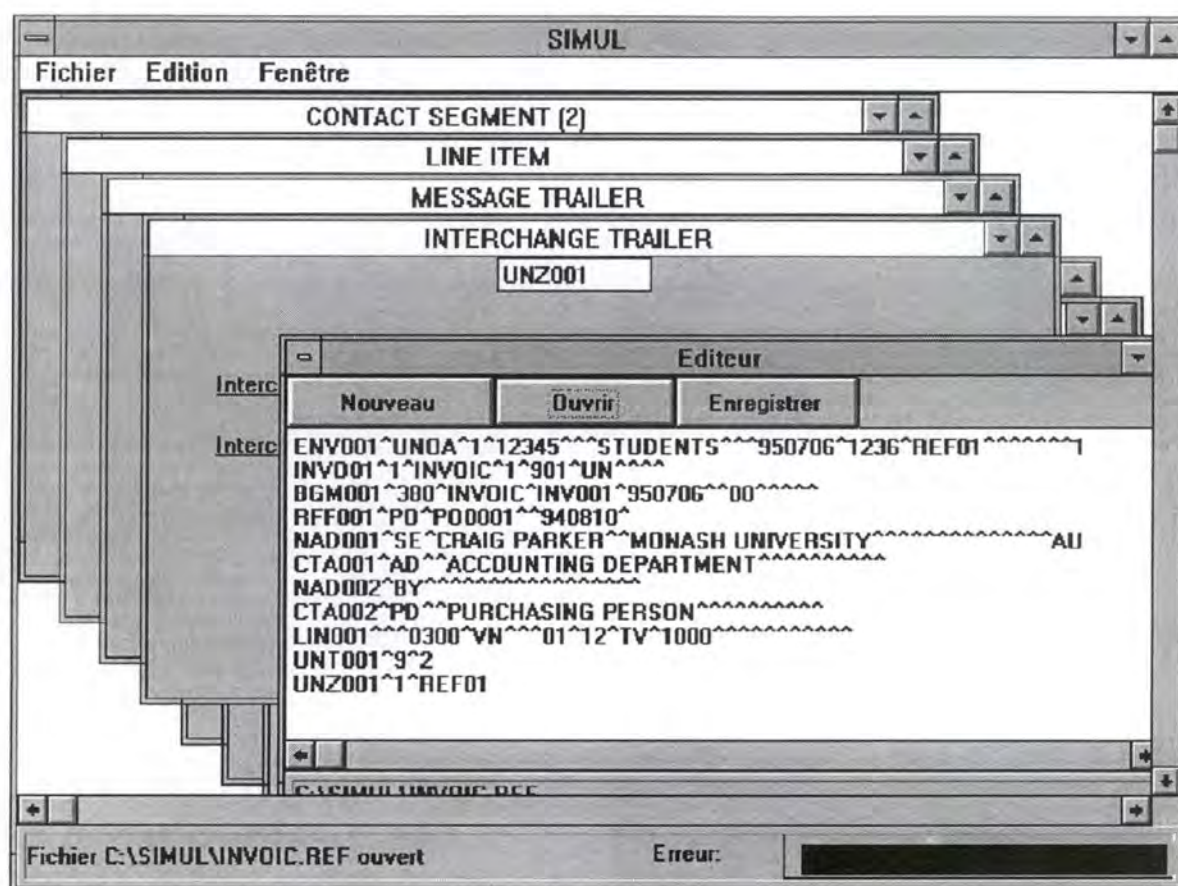 SIMUL
Fichier Edition Fenêtre
CONTACT SEGMENT (2)
LINE ITEM
MESSAGE TRAILER
INTERCHANGE TRAILER
UNZ001
Interc
Interc
Editeur
Nouveau Ouvrir Enregistrer
ENV001^UNOA^1^12345^^^STUDENTS^^^950706^1236^REF01^^^^^^^1
INV001^1^INVOIC^1^901^UN^^^^
BGM001^380^INVOIC^INV001^950706^^00^^^^^
RFF001^PO^PO0001^^940810^
NAD001^SE^CRAIG PARKER^^MONASH UNIVERSITY^^^^^^^^^^^^^^AU
CTA001^AD^^ACCOUNTING DEPARTMENT^^^^^^^^^^
NAD002^BY^^^^^^^^^^^^^^^^^
CTA002^PD^^PURCHASING PERSON^^^^^^^^^^
LIN001^^^0300^VN^^^01^12^TV^1000^^^^^^^^^^^
UNT001^9^2
UNZ001^1^REF01
C:\SIMUL\INVOIC.REF
Fichier C:\SIMUL\INVOIC.REF ouvert Erreur: